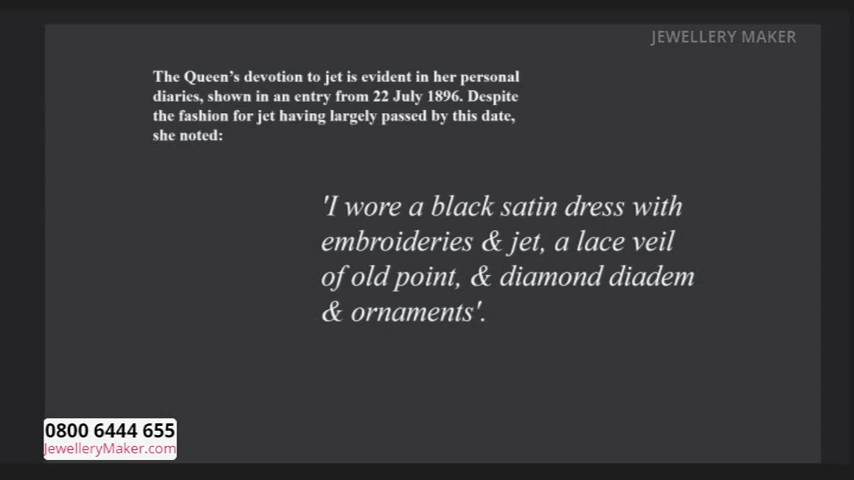 JEWELLERY MAKER
The Queen's devotion to jet is evident in her personal
diaries, shown in an entry from 22 July 1896. Despite
the fashion for jet having largely passed by this date,
she noted:
'I wore a black satin dress with
embroideries & jet, a lace veil
of old point, & diamond diadem
& ornaments'.
0800 6444 655
JewelleryMaker.com